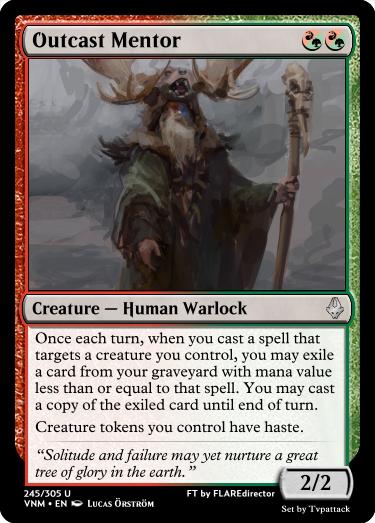 Outcast Mentor
Creature — Human Warlock
Once each turn, when you cast a spell that
targets a creature you control, you may exile
a card from your graveyard with mana value
less than or equal to that spell. You may cast
a copy of the exiled card until end of turn.
Creature tokens you control have haste.
“Solitude and failure may yet nurture a great
tree of glory in the earth.”
2/2
245/305 U
FT by FLAREdirector
VNM • EN Lucas Örström
Set by Tvpattack